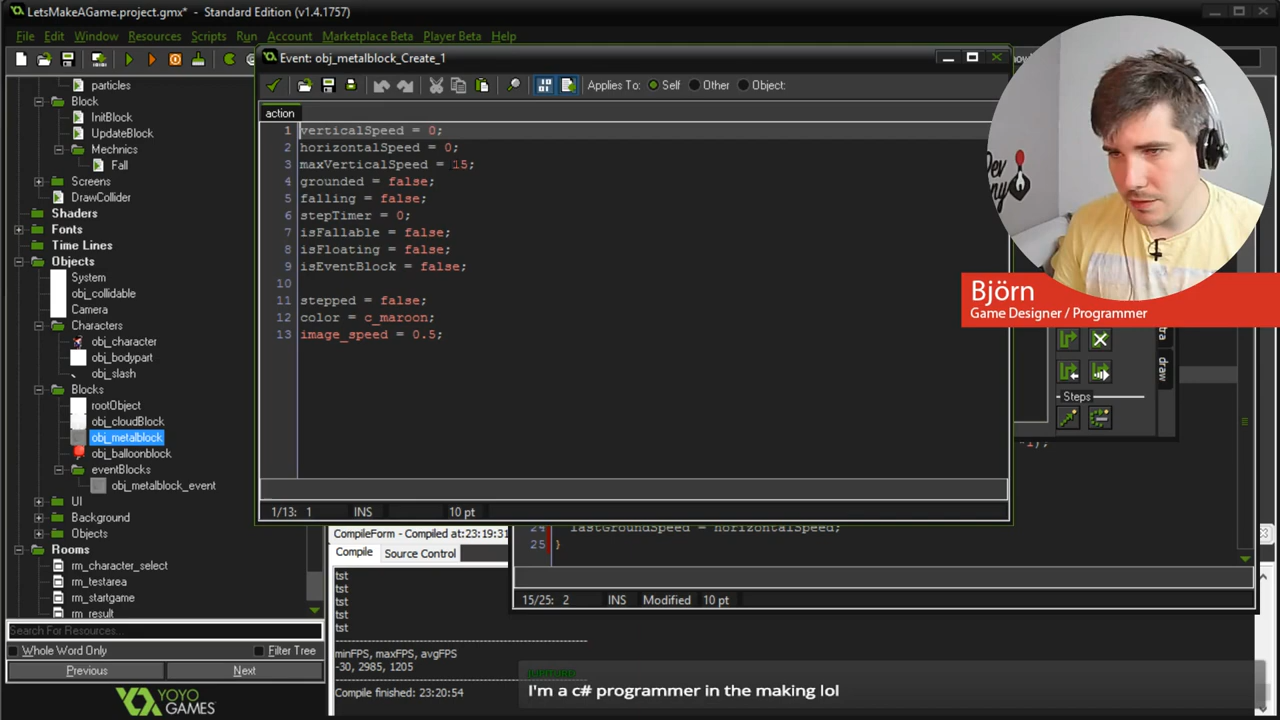 LetsMakeAGame.project.gmx* - Standard Edition (v1.4.1757)
File Edit Window Resources Scripts Run Account Marketplace Beta Player Beta Help
particles
Block
InitBlock
UpdateBlock
Mechnics
Fall
Screens
DrawCollider
Shaders
Fonts
Time Lines
Objects
System
obj_collidable
Camera
Characters
obj_character
obj_bodypart
obj_slash
Blocks
rootObject
obj_cloudBlock
obj_metalblock
obj_balloonblock
eventBlocks
obj_metalblock_event
UI
Background
Objects
Rooms
rm_character_select
rm_testarea
rm_startgame
rm_result
Search For Resources...
Whole Word Only Filter Tree
Previous Next
YOYO
GAMES™
Event: obj_metalblock_Create_1
Applies To: Self Other Object:
action
1 verticalSpeed = 0;
2 horizontalSpeed = 0;
3 maxVerticalSpeed = 15;
4 grounded = false;
5 falling = false;
6 stepTimer = 0;
7 isFallable = false;
8 isFloating = false;
9 isEventBlock = false;
10
11 stepped = false;
12 color = c_maroon;
13 image_speed = 0.5;
1/13: 1 INS 10 pt
Björn
Game Designer / Programmer
draw
Steps
24 lastGroundSpeed = horizontalSpeed;
25 }
15/25: 2 INS Modified 10 pt
CompileForm - Compiled at:23:19:31
Compile Source Control
tst
tst
tst
tst
tst
minFPS, maxFPS, avgFPS
-30, 2985, 1205
Compile finished: 23:20:54
I'm a c# programmer in the making lol